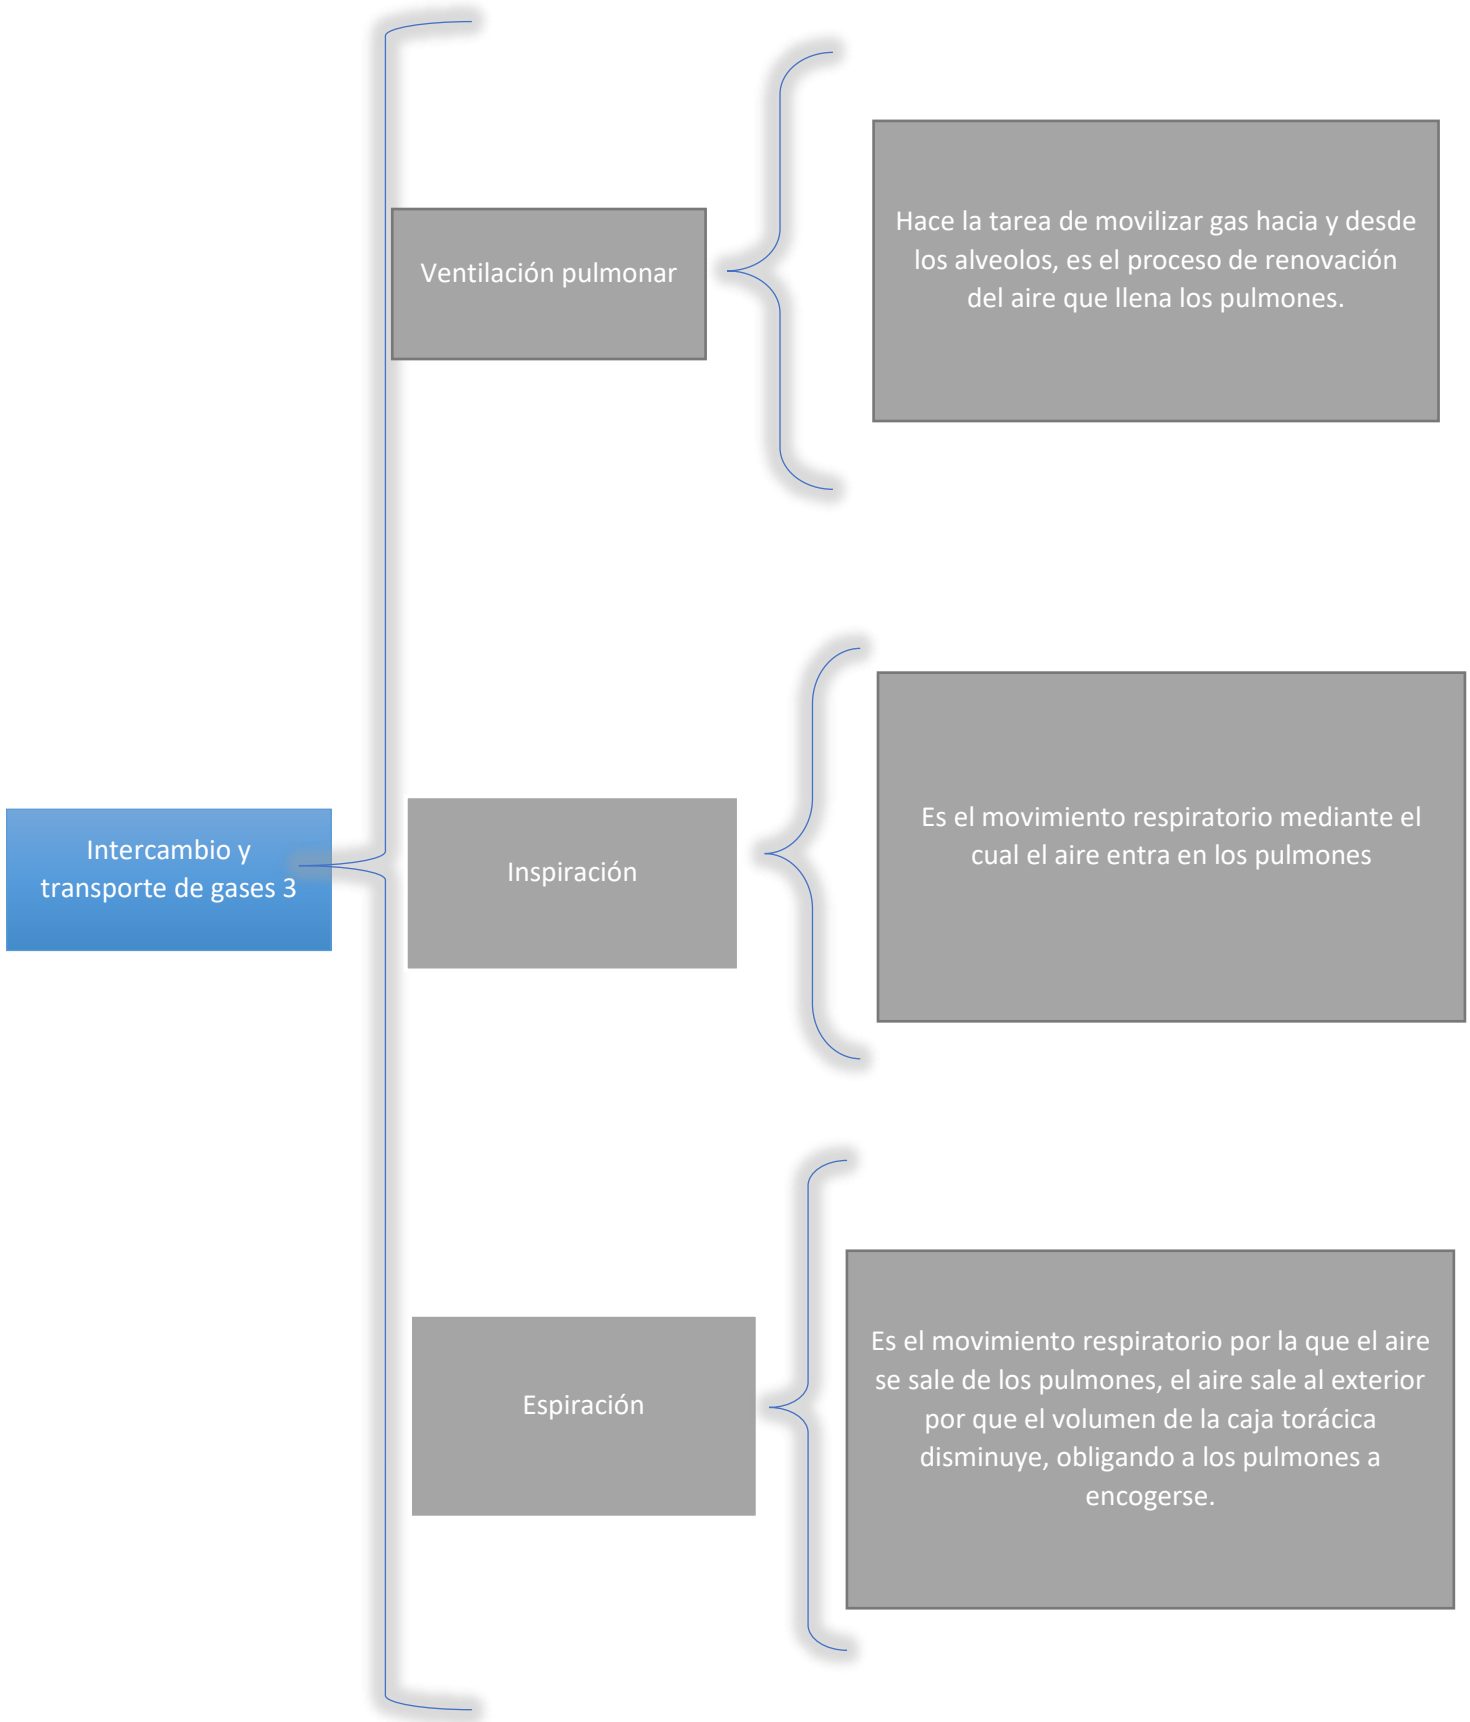 Ventilación pulmonar
Hace la tarea de movilizar gas hacia y desde
los alveolos, es el proceso de renovación
del aire que llena los pulmones.
Intercambio y
transporte de gases 3
Inspiración
Es el movimiento respiratorio mediante el
cual el aire entra en los pulmones
Espiración
Es el movimiento respiratorio por la que el aire
se sale de los pulmones, el aire sale al exterior
por que el volumen de la caja torácica
disminuye, obligando a los pulmones a
encogerse.